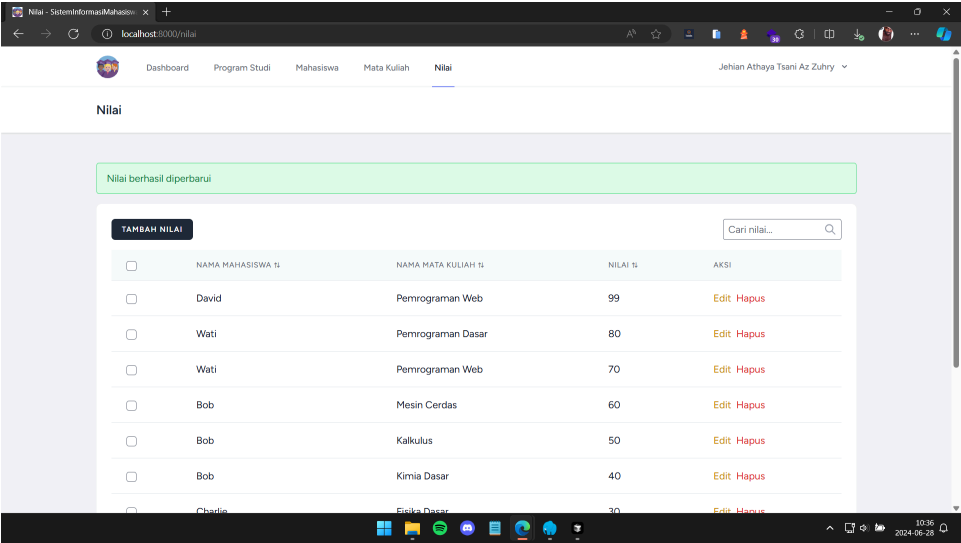 Nilai - SistemInformasiMahasisw
localhost:8000/nilai
30
Dashboard Program Studi Mahasiswa Mata Kuliah Nilai Jehian Athaya Tsani Az Zuhry
Nilai
Nilai berhasil diperbarui
TAMBAH NILAI Cari nilai...
NAMA MAHASISWA NAMA MATA KULIAH NILAI AKSI
David Pemrograman Web 99 Edit Hapus
Wati Pemrograman Dasar 80 Edit Hapus
Wati Pemrograman Web 70 Edit Hapus
Bob Mesin Cerdas 60 Edit Hapus
Bob Kalkulus 50 Edit Hapus
Bob Kimia Dasar 40 Edit Hapus
Charlie Fisika Dasar 30 Edit Hapus
10:36
2024-06-28